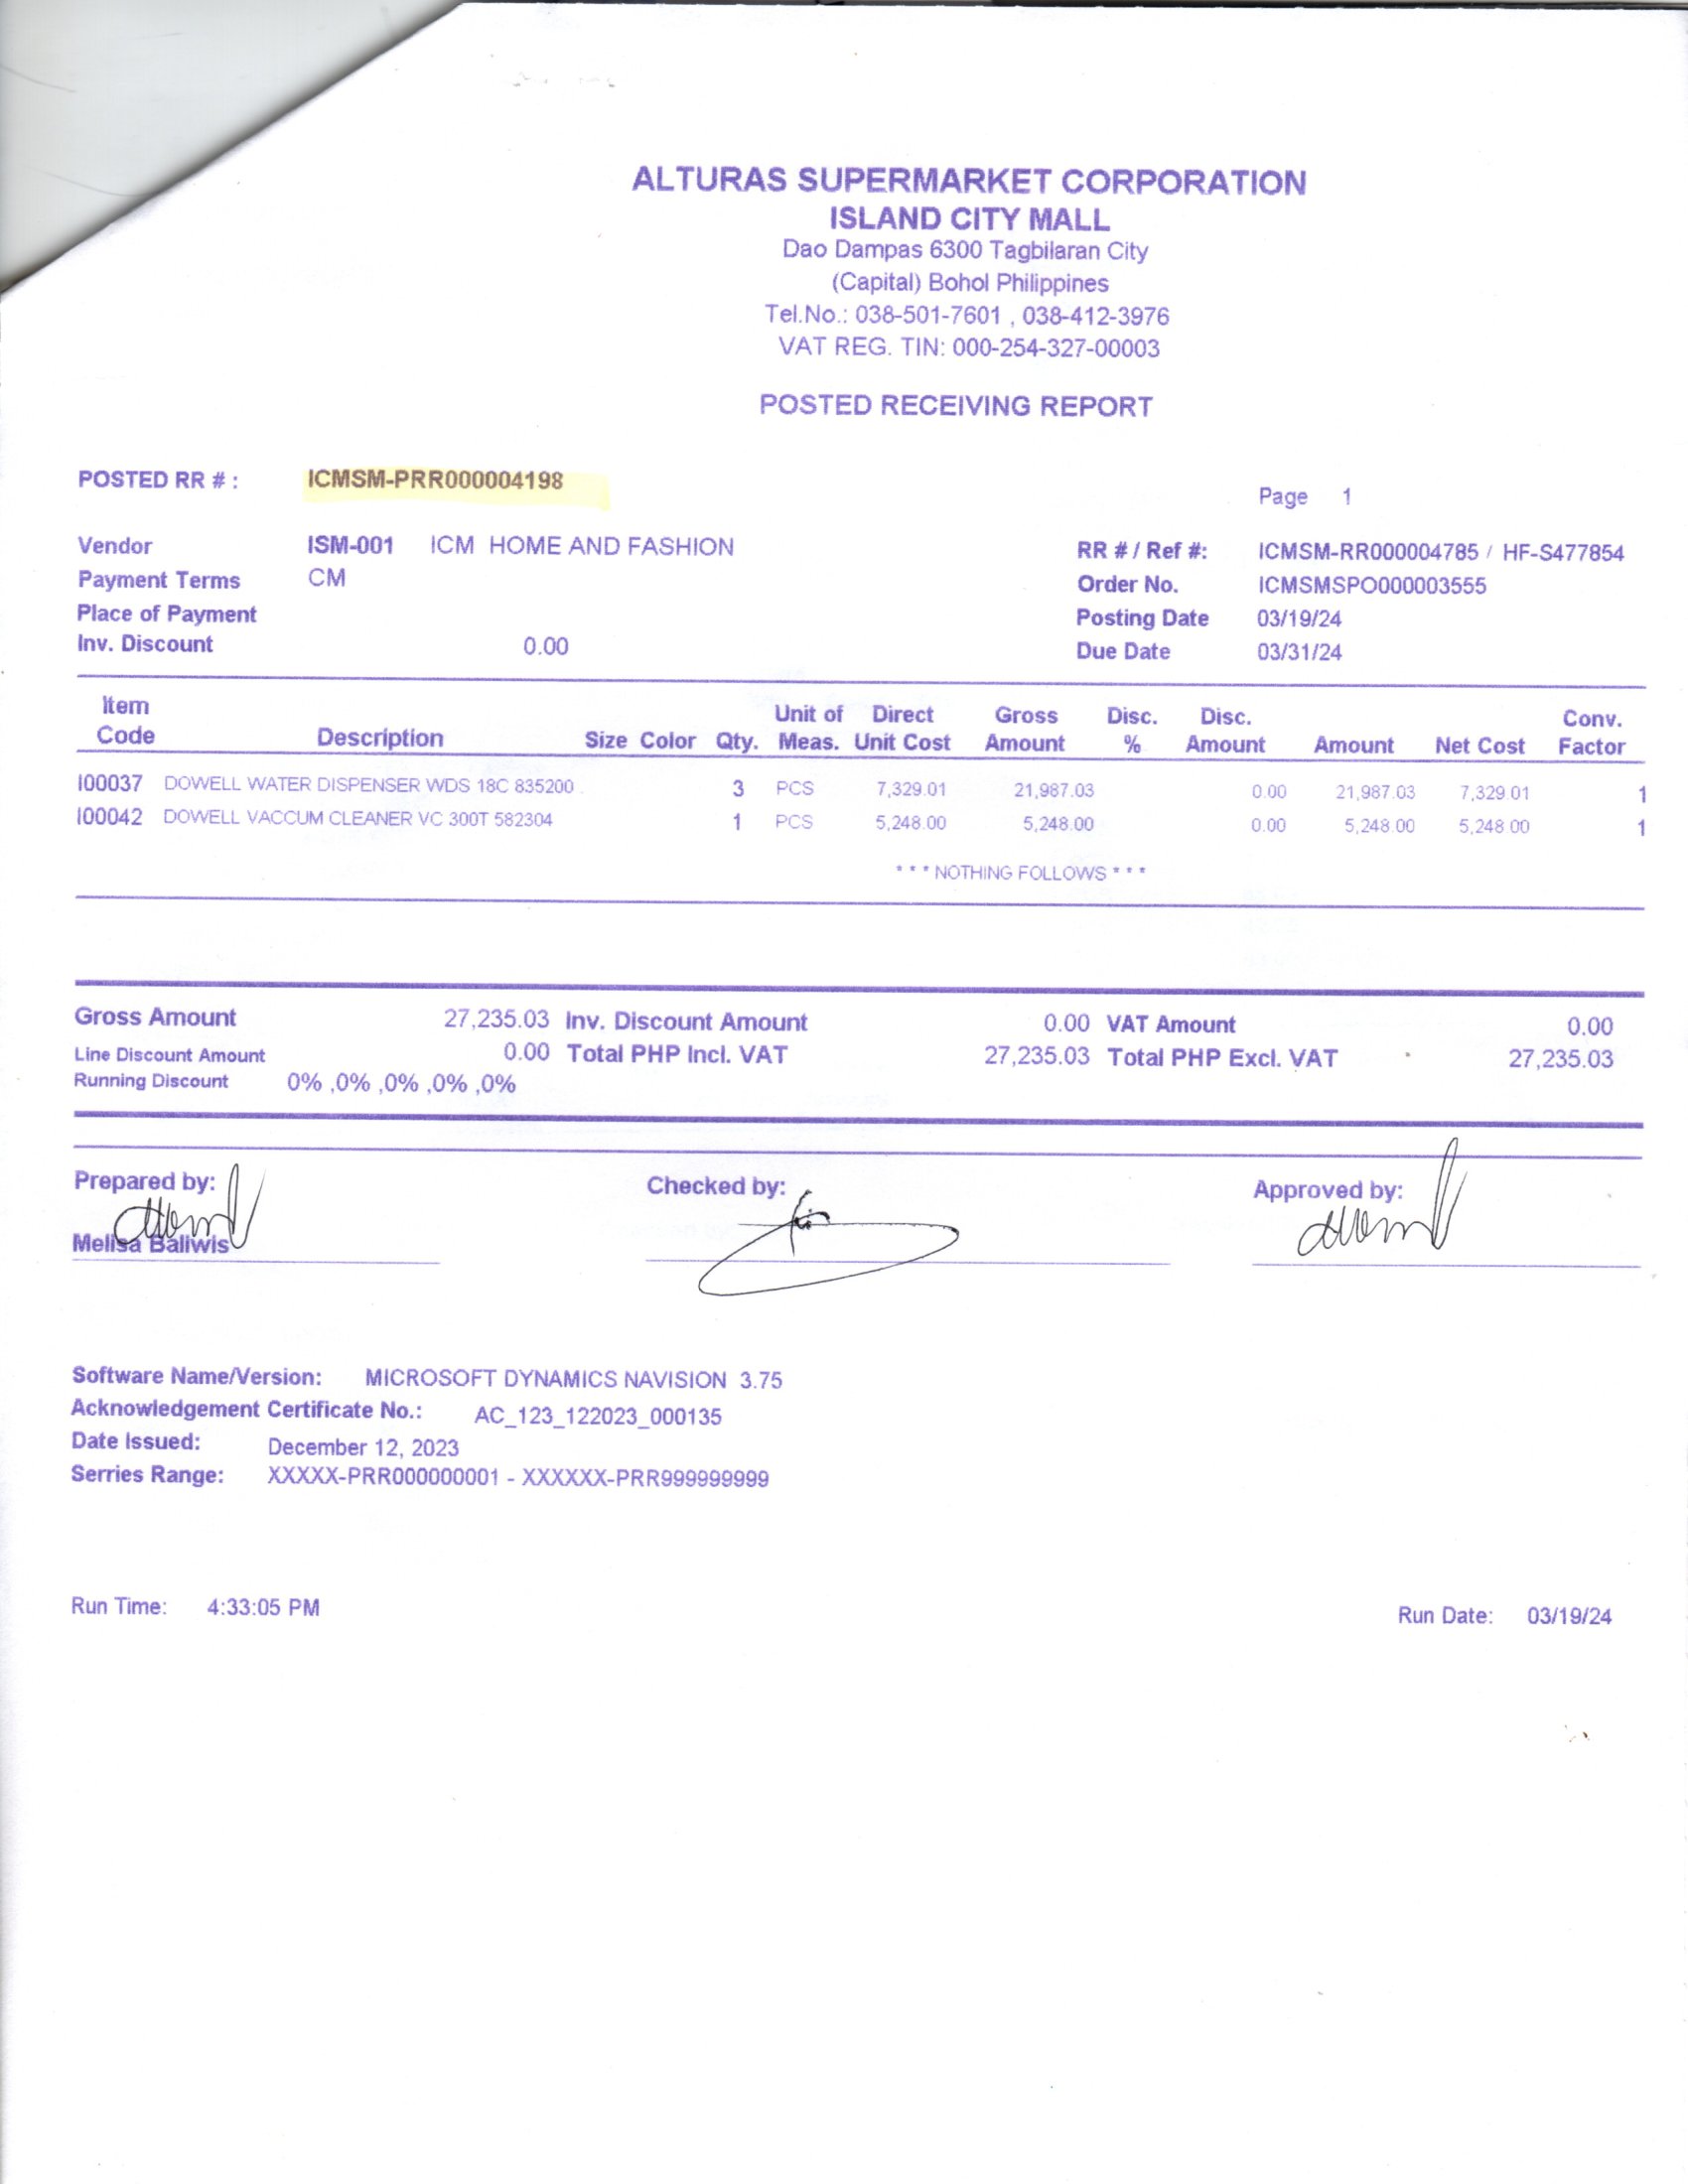 ALTURAS SUPERMARKET CORPORATION
ISLAND CITY MALL
Dao Dampas 6300 Tagbilaran City
(Capital) Bohol Philippines
Tel.No.: 038-501-7601 , 038-412-3976
VAT REG. TIN: 000-254-327-00003
POSTED RECEIVING REPORT
POSTED RR # : ICMSM-PRR000004198
Page 1
Vendor ISM-001 ICM HOME AND FASHION RR # / Ref #: ICMSM-RR000004785 / HF-S477854
Payment Terms CM Order No. ICMSMSPO000003555
Place of Payment Posting Date 03/19/24
Inv. Discount 0.00 Due Date 03/31/24
Item Code Description Size Color Qty. Unit of Meas. Direct Unit Cost Gross Amount Disc. % Disc. Amount Amount Net Cost Conv. Factor
I00037 DOWELL WATER DISPENSER WDS 18C 835200 3 PCS 7,329.01 21,987.03 0.00 21,987.03 7,329.01 1
I00042 DOWELL VACCUM CLEANER VC 300T 582304 1 PCS 5,248.00 5,248.00 0.00 5,248.00 5,248.00 1
* * * NOTHING FOLLOWS * * *
Gross Amount 27,235.03 Inv. Discount Amount 0.00 VAT Amount 0.00
Line Discount Amount 0.00 Total PHP Incl. VAT 27,235.03 Total PHP Excl. VAT 27,235.03
Running Discount 0% ,0% ,0% ,0% ,0%
Prepared by: Checked by: Approved by:
Melisa Baliwis
Software Name/Version: MICROSOFT DYNAMICS NAVISION 3.75
Acknowledgement Certificate No.: AC_123_122023_000135
Date Issued: December 12, 2023
Serries Range: XXXXX-PRR000000001 - XXXXXX-PRR999999999
Run Time: 4:33:05 PM Run Date: 03/19/24